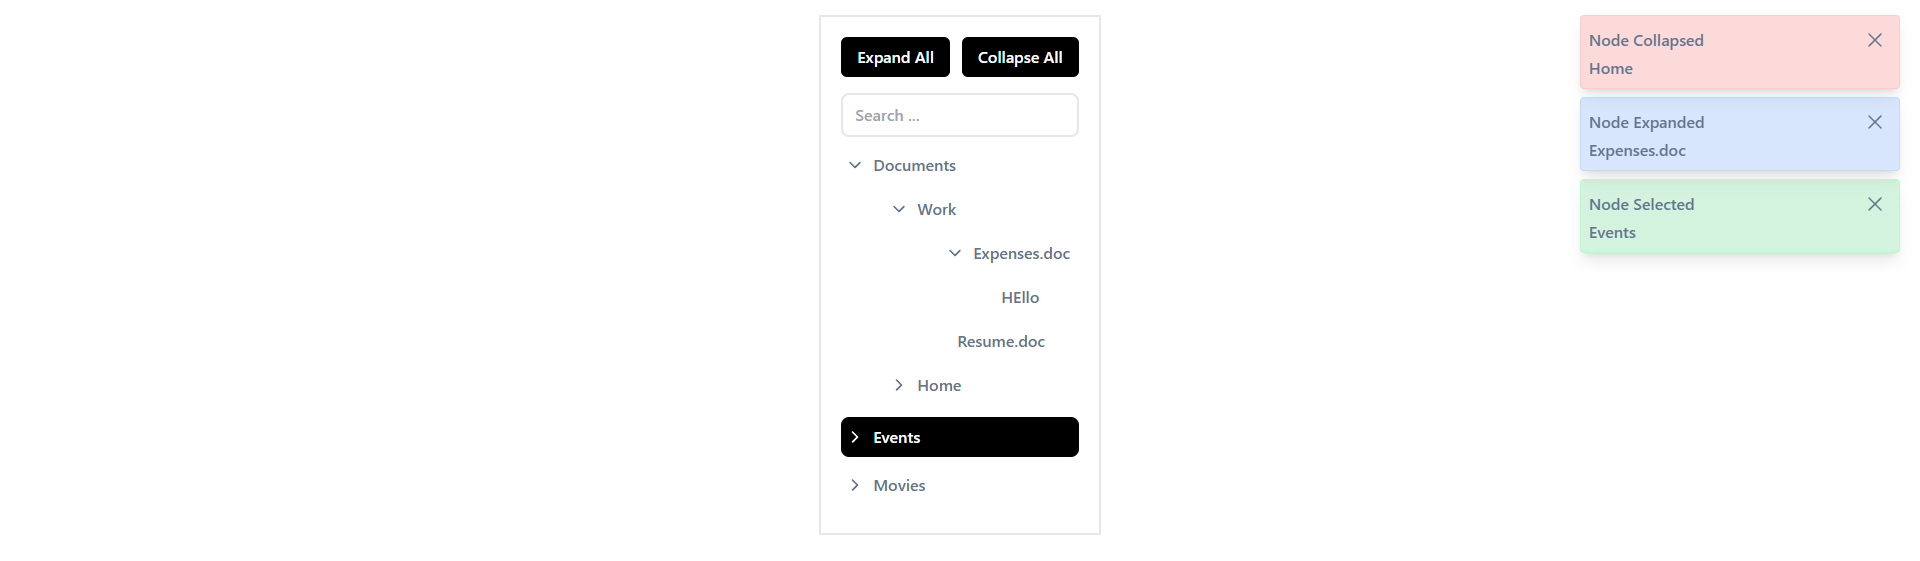 Expand All
Collapse All
Search ...
Documents
Work
Expenses.doc
HEllo
Resume.doc
Home
Events
Movies
Node Collapsed
Home
Node Expanded
Expenses.doc
Node Selected
Events